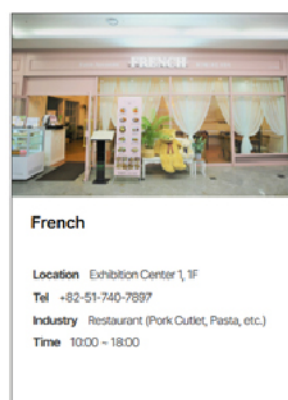 FRENCH
French
Location Exhibition Center 1, 1F
Tel +82-51-740-7897
Industry Restaurant (Pork Cutlet, Pasta, etc.)
Time 10:00 ~ 18:00